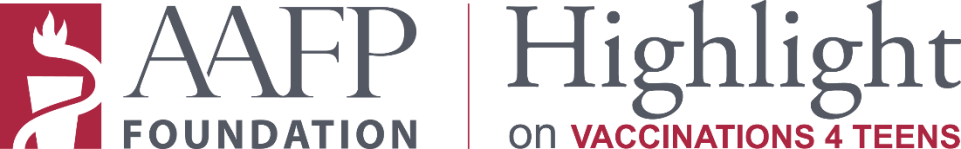 AAFP
FOUNDATION
Highlight
on VACCINATIONS 4 TEENS